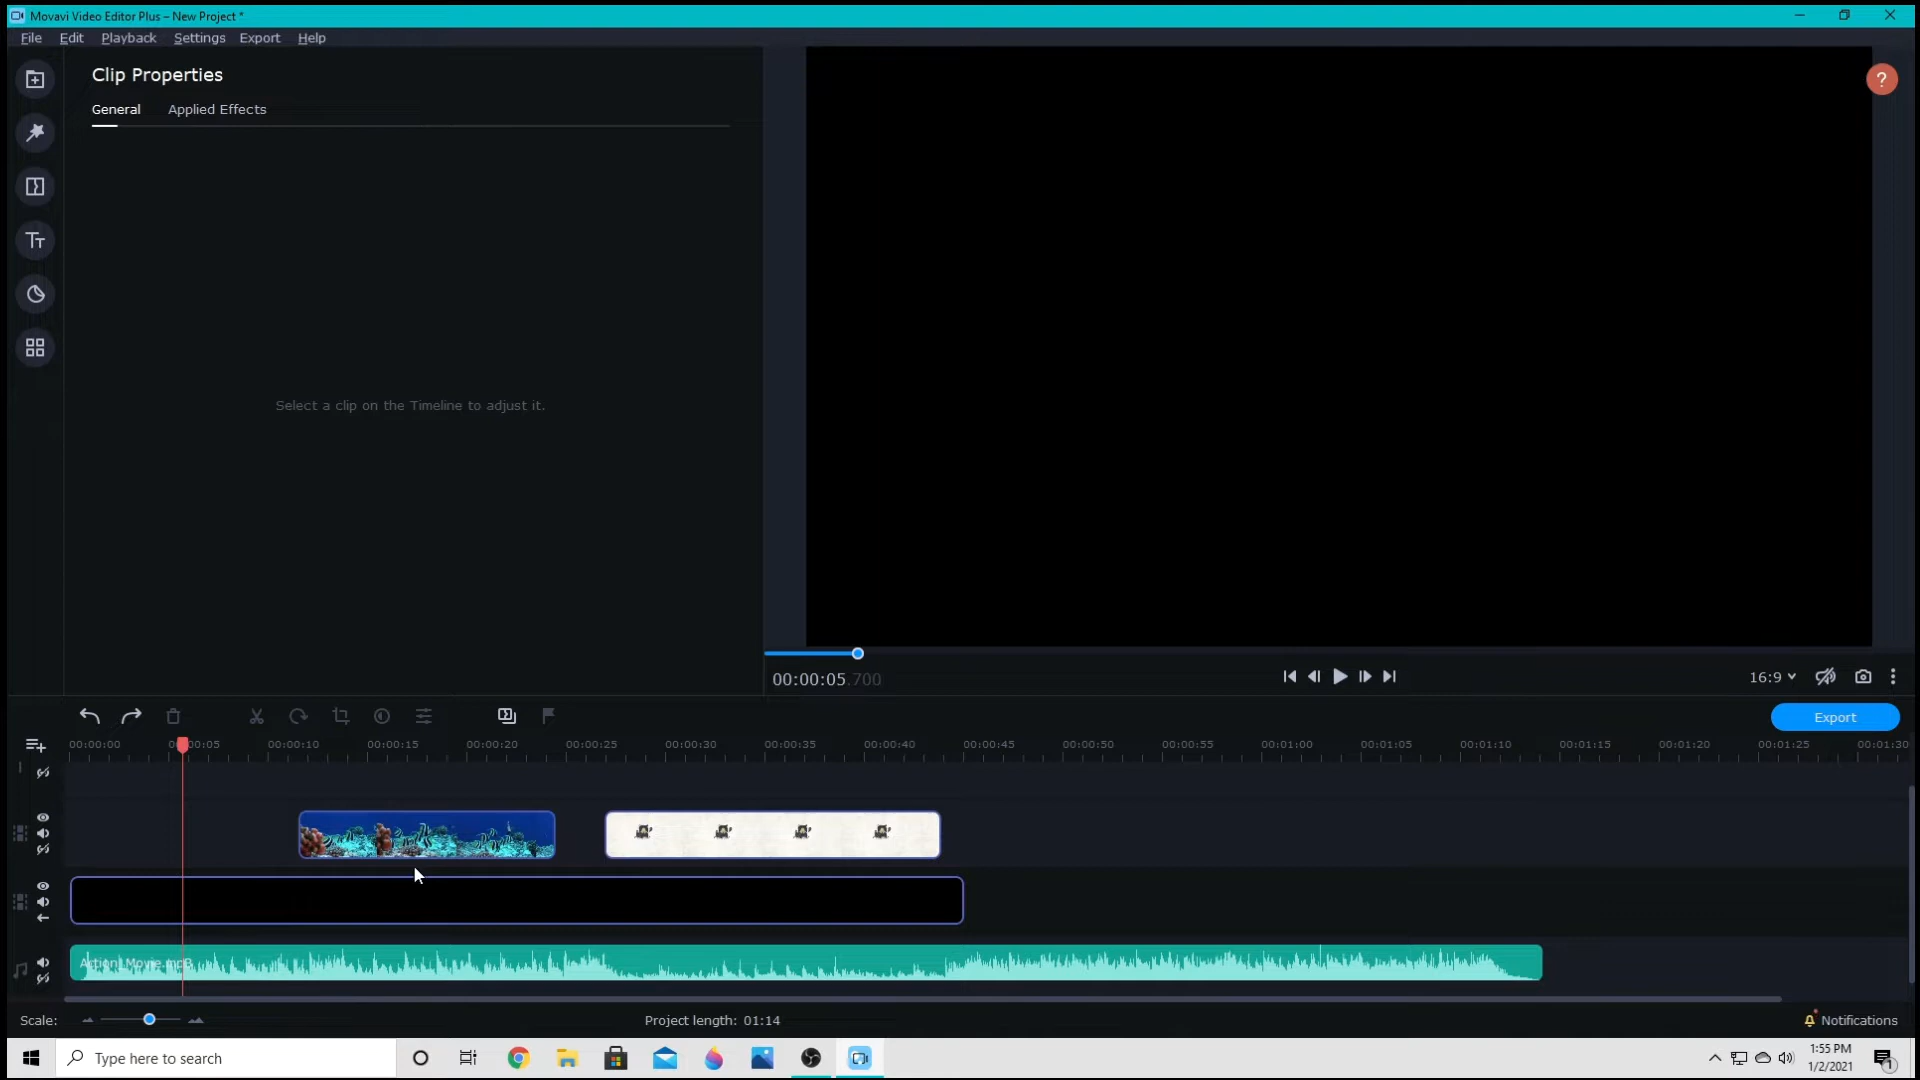 Movavi Video Editor Plus – New Project *
File Edit Playback Settings Export Help
Clip Properties
General Applied Effects
Select a clip on the Timeline to adjust it.
?
00:00:05.700
16:9
Export
00:00:00 00:00:05 00:00:10 00:00:15 00:00:20 00:00:25 00:00:30 00:00:35 00:00:40 00:00:45 00:00:50 00:00:55 00:01:00 00:01:05 00:01:10 00:01:15 00:01:20 00:01:25 00:01:30
Action_Movie.mp3
Scale: Project length: 01:14 Notifications
Type here to search
1:55 PM
1/2/2021
1